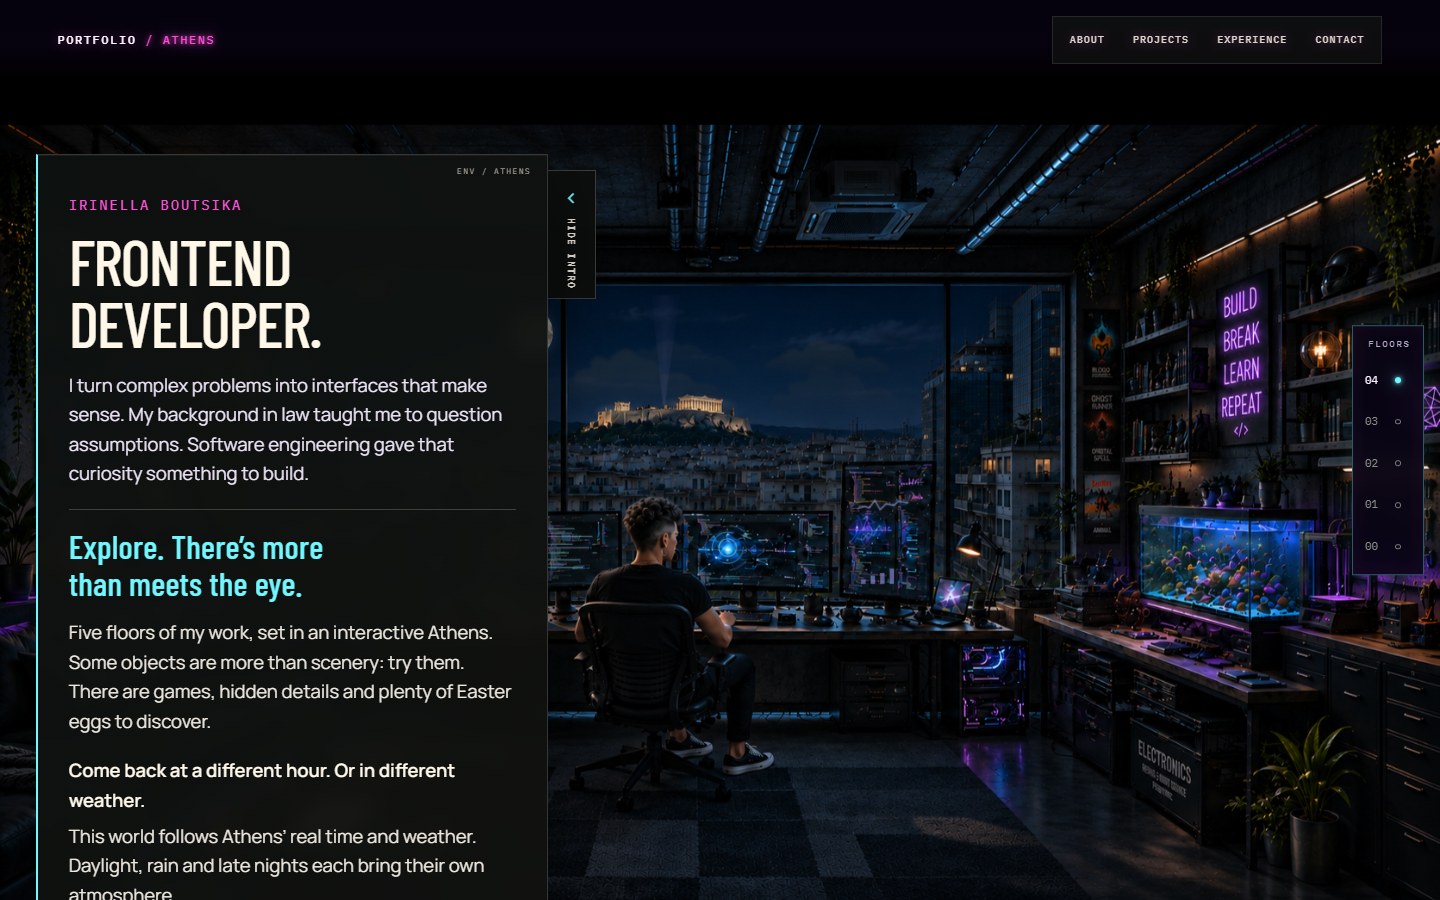 PORTFOLIO / ATHENS
ABOUT PROJECTS EXPERIENCE CONTACT
ENV / ATHENS
IRINELLA BOUTSIKA
FRONTEND
DEVELOPER.
I turn complex problems into interfaces that make
sense. My background in law taught me to question
assumptions. Software engineering gave that
curiosity something to build.
Explore. There’s more
than meets the eye.
Five floors of my work, set in an interactive Athens.
Some objects are more than scenery: try them.
There are games, hidden details and plenty of Easter
eggs to discover.
Come back at a different hour. Or in different
weather.
This world follows Athens’ real time and weather.
Daylight, rain and late nights each bring their own
atmosphere
HIDE INTRO
BUILD
BREAK
LEARN
REPEAT
</>
FLOORS
04
03
02
01
00
ELECTRONICS